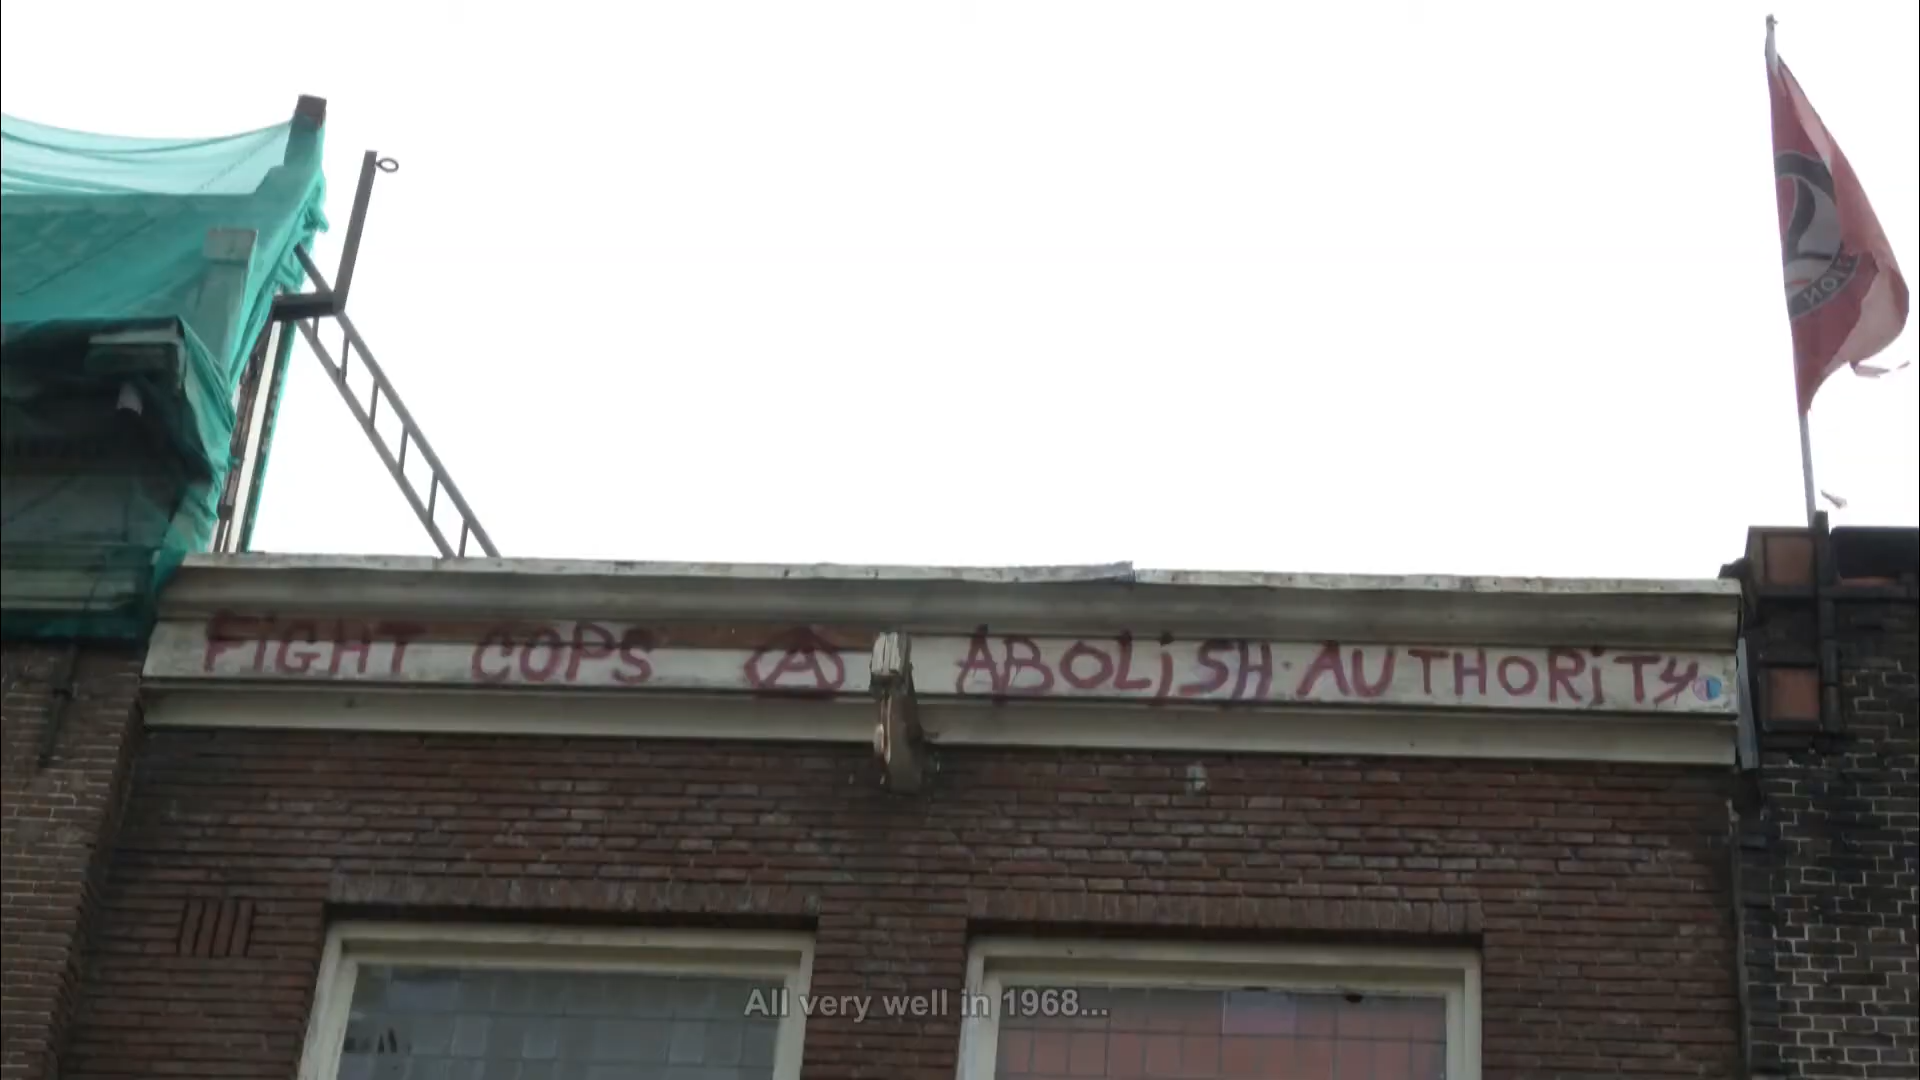 FiGHT COPS Ⓐ ABOLiSH·AUTHORiTY.
All very well in 1968...